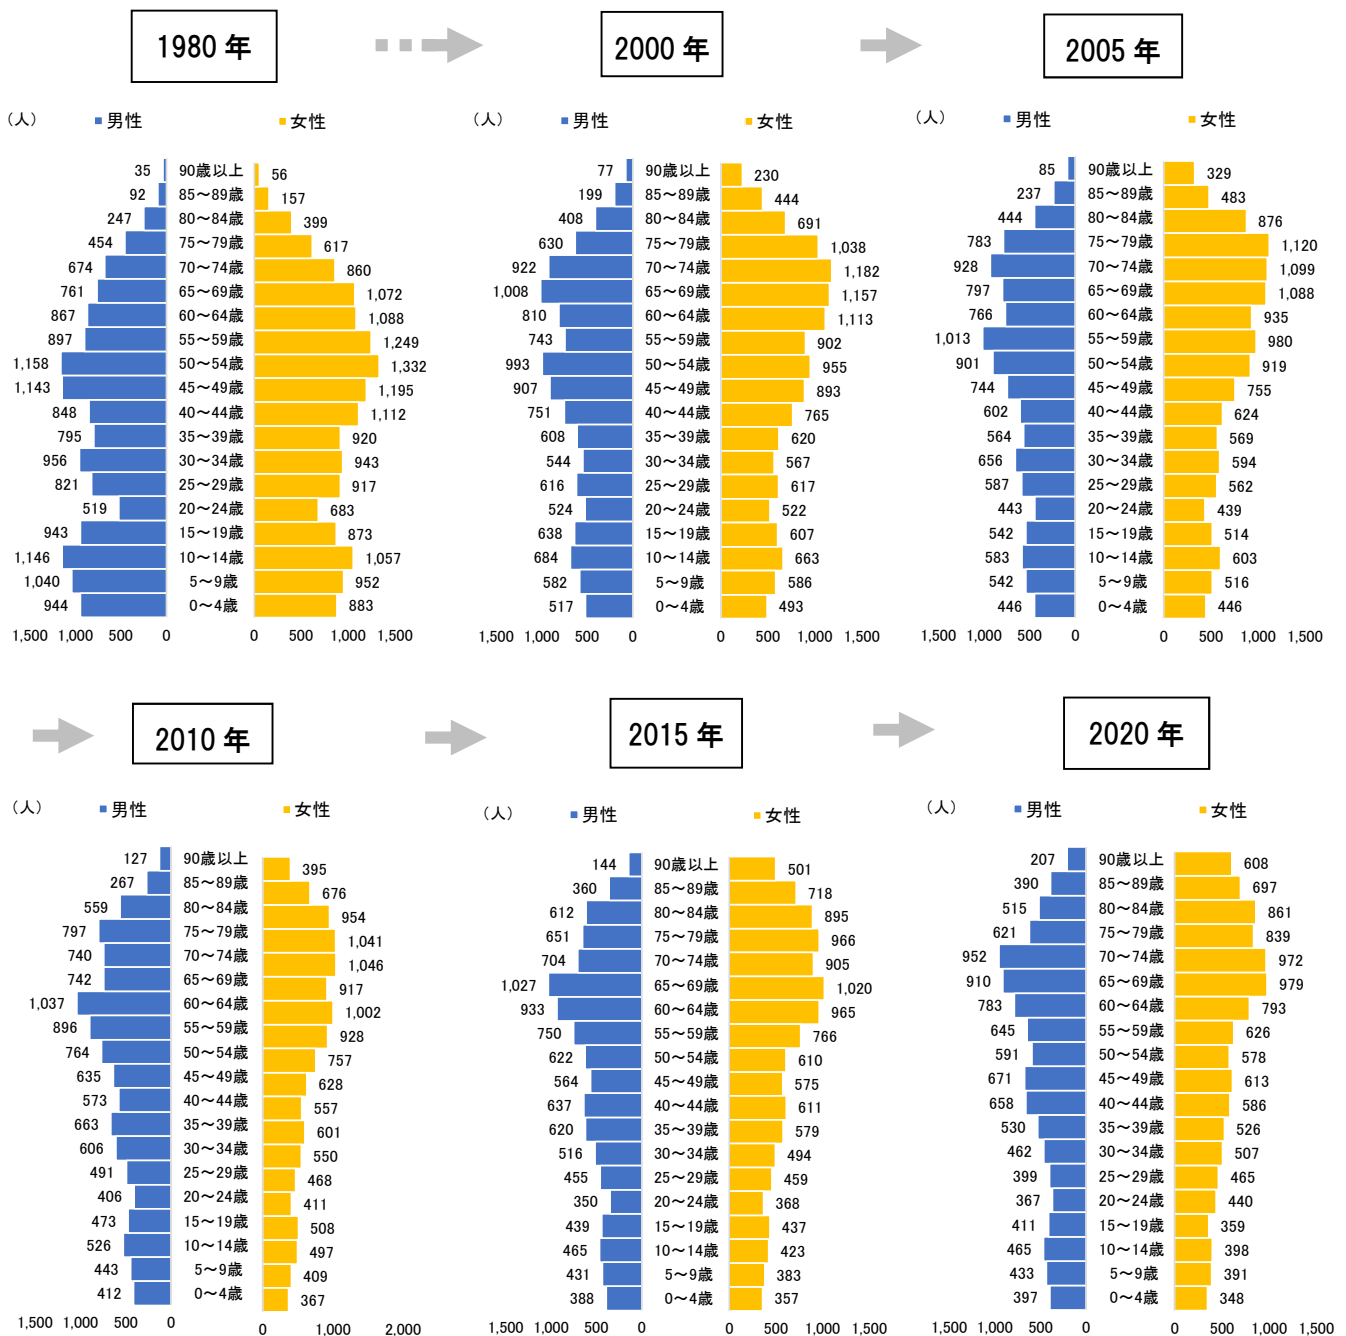 1980 年
2000 年
2005 年
（人） 男性 女性
（人） 男性 女性
（人） 男性 女性
35 90歳以上 56
92 85～89歳 157
247 80～84歳 399
454 75～79歳 617
674 70～74歳 860
761 65～69歳 1,072
867 60～64歳 1,088
897 55～59歳 1,249
1,158 50～54歳 1,332
1,143 45～49歳 1,195
848 40～44歳 1,112
795 35～39歳 920
956 30～34歳 943
821 25～29歳 917
519 20～24歳 683
943 15～19歳 873
1,146 10～14歳 1,057
1,040 5～9歳 952
944 0～4歳 883
1,500 1,000 500 0 0 500 1,000 1,500
77 90歳以上 230
199 85～89歳 444
408 80～84歳 691
630 75～79歳 1,038
922 70～74歳 1,182
1,008 65～69歳 1,157
810 60～64歳 1,113
743 55～59歳 902
993 50～54歳 955
907 45～49歳 893
751 40～44歳 765
608 35～39歳 620
544 30～34歳 567
616 25～29歳 617
524 20～24歳 522
638 15～19歳 607
684 10～14歳 663
582 5～9歳 586
517 0～4歳 493
1,500 1,000 500 0 0 500 1,000 1,500
85 90歳以上 329
237 85～89歳 483
444 80～84歳 876
783 75～79歳 1,120
928 70～74歳 1,099
797 65～69歳 1,088
766 60～64歳 935
1,013 55～59歳 980
901 50～54歳 919
744 45～49歳 755
602 40～44歳 624
564 35～39歳 569
656 30～34歳 594
587 25～29歳 562
443 20～24歳 439
542 15～19歳 514
583 10～14歳 603
542 5～9歳 516
446 0～4歳 446
1,500 1,000 500 0 0 500 1,000 1,500
2010 年
2015 年
2020 年
（人） 男性 女性
（人） 男性 女性
（人） 男性 女性
127 90歳以上 395
267 85～89歳 676
559 80～84歳 954
797 75～79歳 1,041
740 70～74歳 1,046
742 65～69歳 917
1,037 60～64歳 1,002
896 55～59歳 928
764 50～54歳 757
635 45～49歳 628
573 40～44歳 557
663 35～39歳 601
606 30～34歳 550
491 25～29歳 468
406 20～24歳 411
473 15～19歳 508
526 10～14歳 497
443 5～9歳 409
412 0～4歳 367
1,500 1,000 500 0 0 1,000 2,000
144 90歳以上 501
360 85～89歳 718
612 80～84歳 895
651 75～79歳 966
704 70～74歳 905
1,027 65～69歳 1,020
933 60～64歳 965
750 55～59歳 766
622 50～54歳 610
564 45～49歳 575
637 40～44歳 611
620 35～39歳 579
516 30～34歳 494
455 25～29歳 459
350 20～24歳 368
439 15～19歳 437
465 10～14歳 423
431 5～9歳 383
388 0～4歳 357
1,500 1,000 500 0 0 500 1,000 1,500
207 90歳以上 608
390 85～89歳 697
515 80～84歳 861
621 75～79歳 839
952 70～74歳 972
910 65～69歳 979
783 60～64歳 793
645 55～59歳 626
591 50～54歳 578
671 45～49歳 613
658 40～44歳 586
530 35～39歳 526
462 30～34歳 507
399 25～29歳 465
367 20～24歳 440
411 15～19歳 359
465 10～14歳 398
433 5～9歳 391
397 0～4歳 348
1,500 1,000 500 0 0 500 1,000 1,500